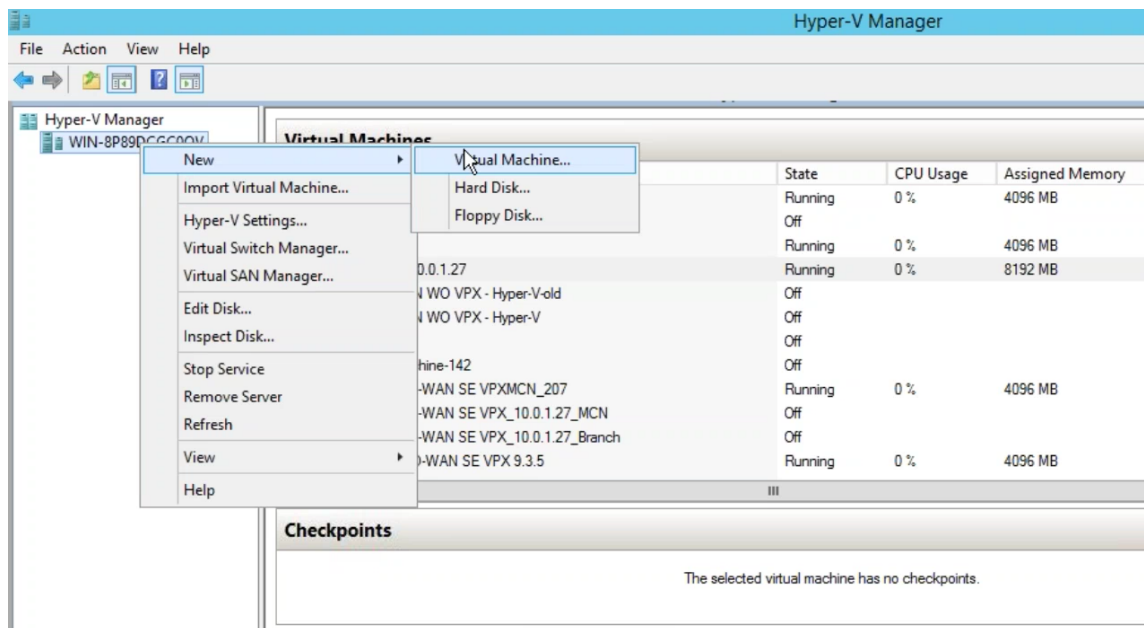 Hyper-V Manager
File Action View Help
Hyper-V Manager
WIN-8P89DCGC0QV
Virtual Machines
New
Import Virtual Machine...
Hyper-V Settings...
Virtual Switch Manager...
Virtual SAN Manager...
Edit Disk...
Inspect Disk...
Stop Service
Remove Server
Refresh
View
Help
Virtual Machine...
Hard Disk...
Floppy Disk...
State CPU Usage Assigned Memory
Running 0 % 4096 MB
Off
Running 0 % 4096 MB
0.0.1.27 Running 0 % 8192 MB
WO VPX - Hyper-V-old Off
WO VPX - Hyper-V Off
Off
hine-142 Off
-WAN SE VPXMCN_207 Running 0 % 4096 MB
-WAN SE VPX_10.0.1.27_MCN Off
-WAN SE VPX_10.0.1.27_Branch Off
-WAN SE VPX 9.3.5 Running 0 % 4096 MB
Checkpoints
The selected virtual machine has no checkpoints.